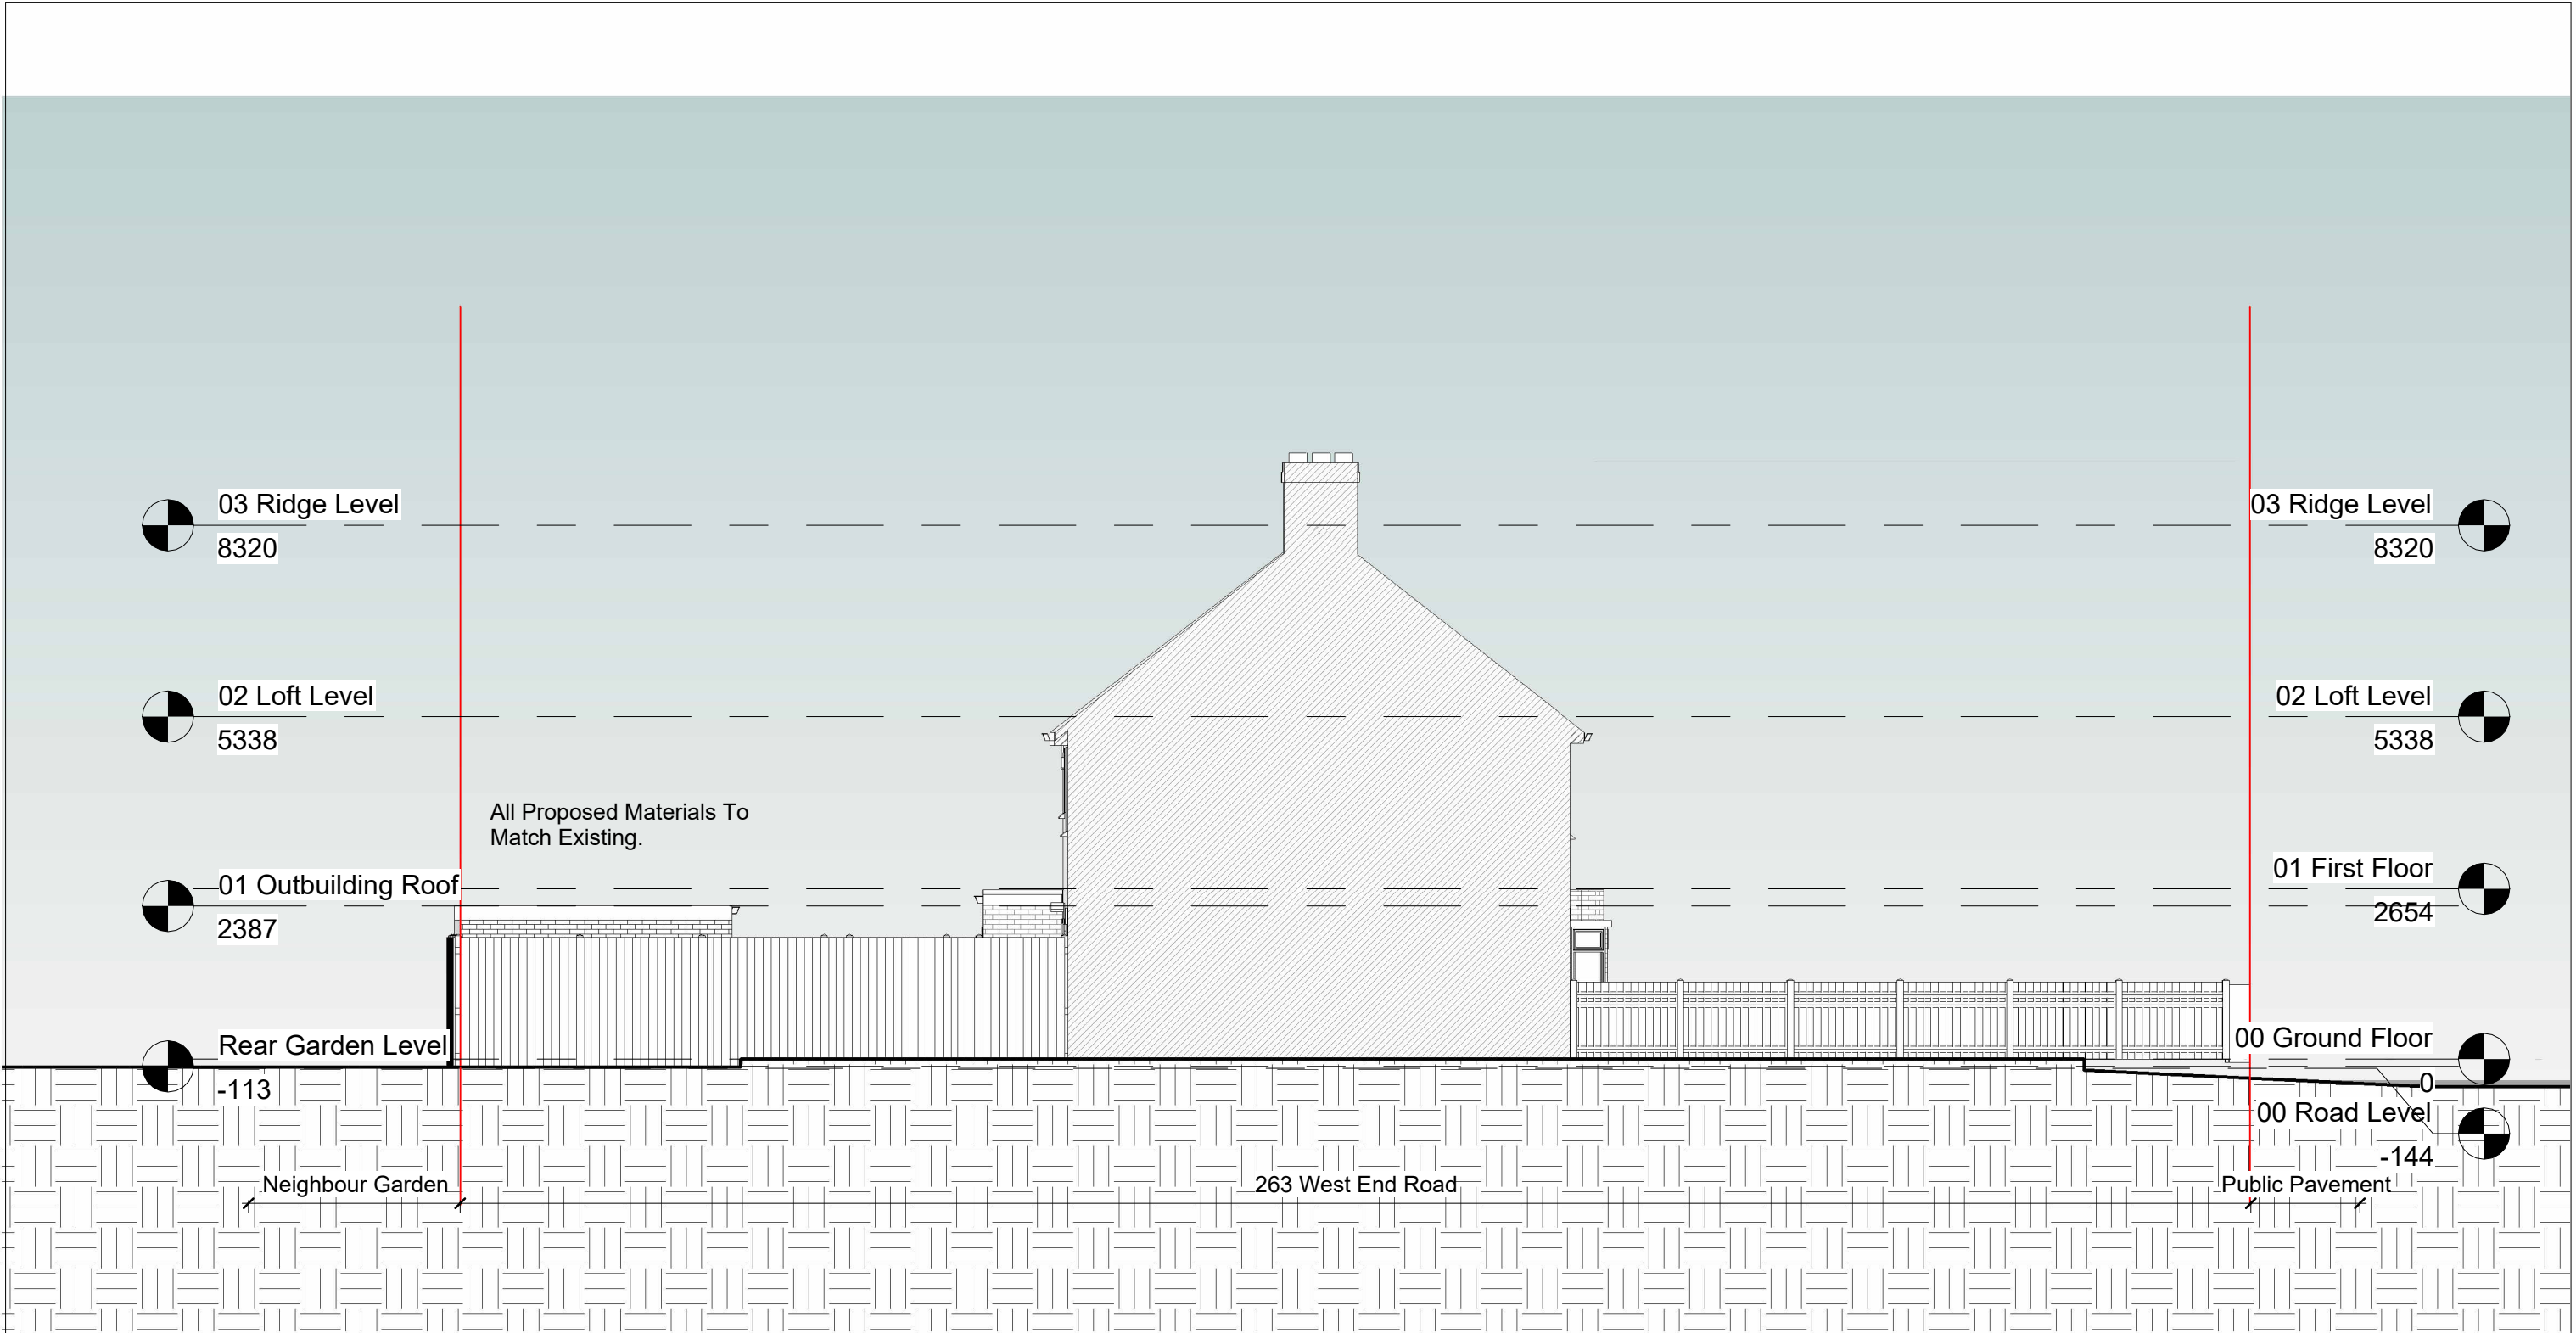 03 Ridge Level
8320
03 Ridge Level
8320
02 Loft Level
5338
02 Loft Level
5338
All Proposed Materials To
Match Existing.
01 Outbuilding Roof
2387
01 First Floor
2654
Rear Garden Level
-113
00 Ground Floor
0
00 Road Level
-144
Neighbour Garden
263 West End Road
Public Pavement